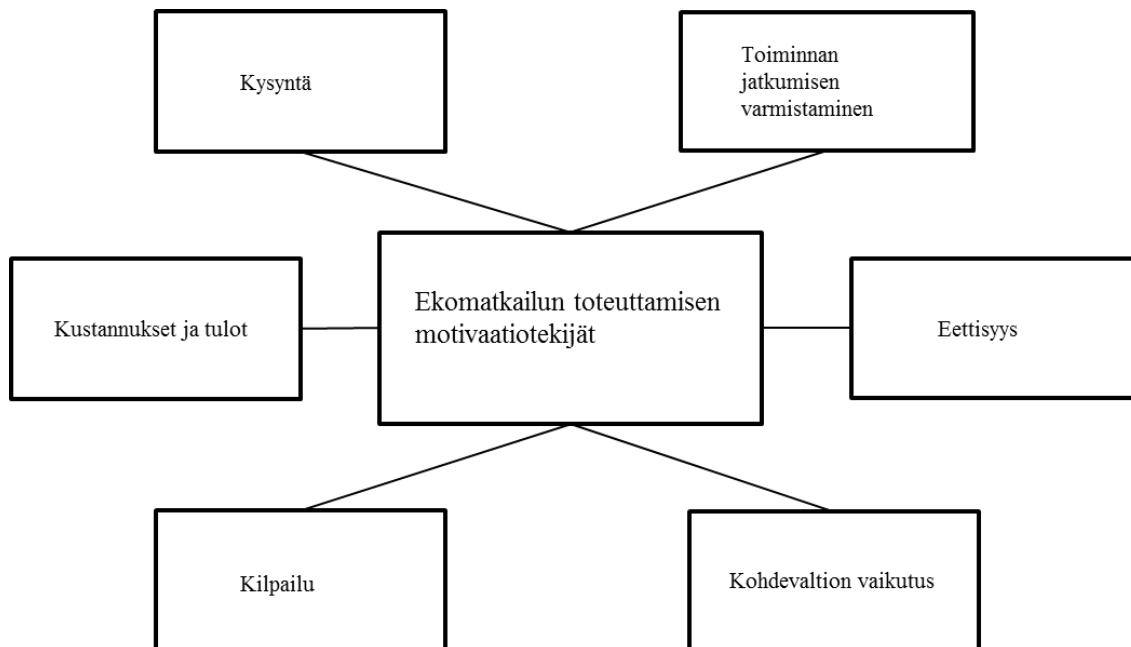 Kysyntä
Toiminnan
jatkumisen
varmistaminen
Kustannukset ja tulot
Ekomatkailun toteuttamisen
motivaatiotekijät
Eettisyys
Kilpailu
Kohdevaltion vaikutus